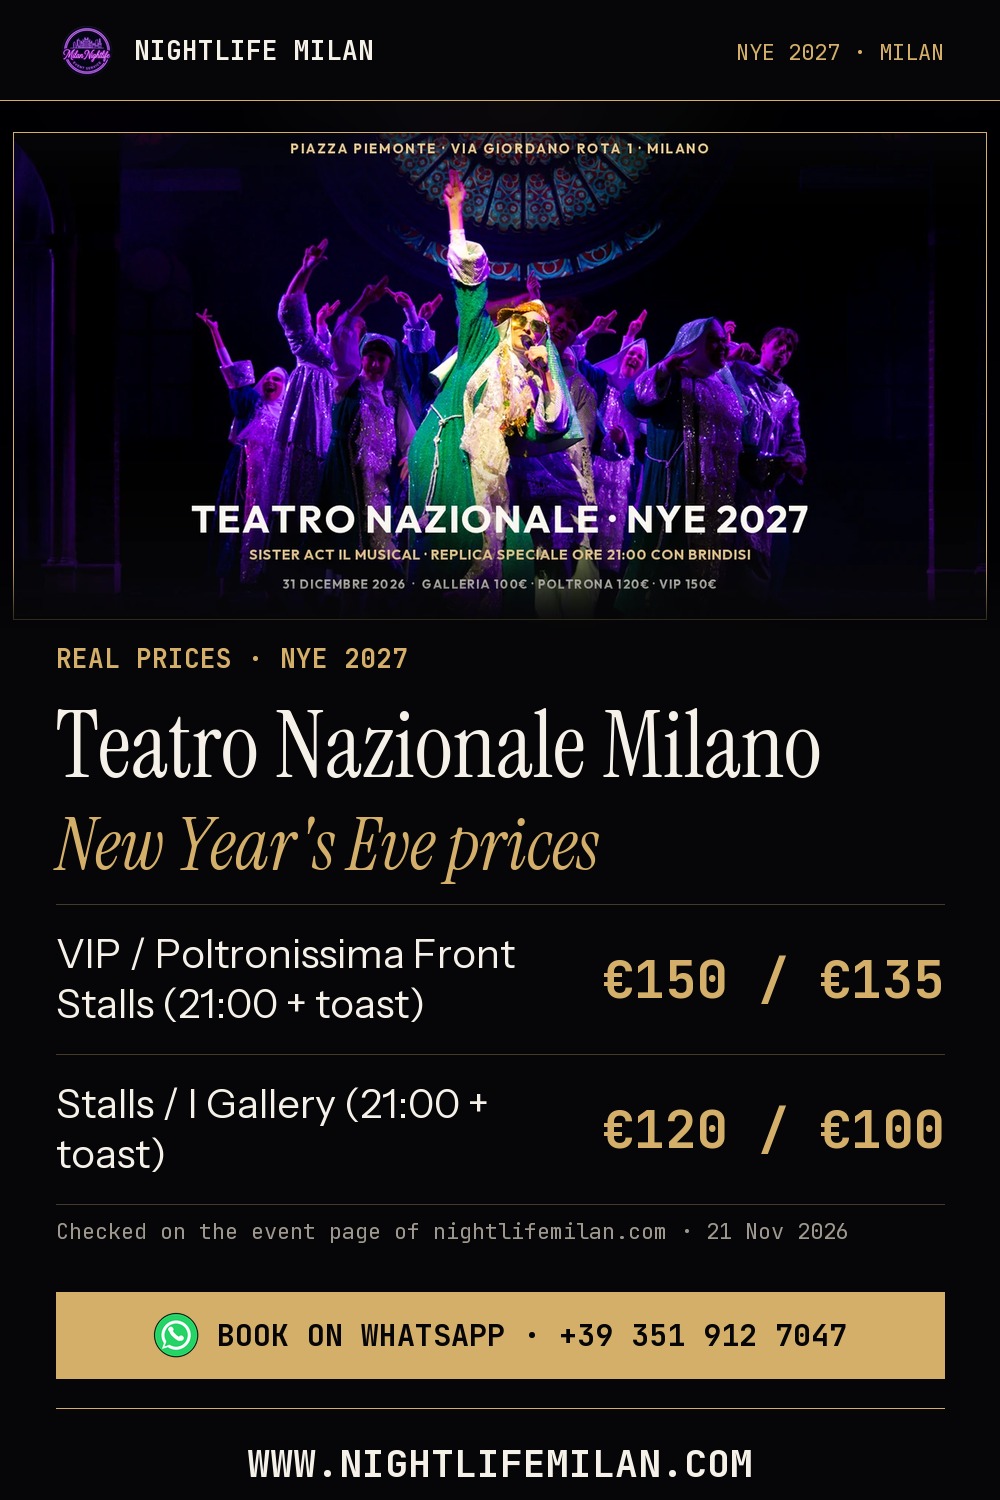 Milan Nightlife
NIGHTLIFE MILAN
NYE 2027 · MILAN
PIAZZA PIEMONTE · VIA GIORDANO ROTA 1 · MILANO
TEATRO NAZIONALE · NYE 2027
SISTER ACT IL MUSICAL · REPLICA SPECIALE ORE 21:00 CON BRINDISI
31 DICEMBRE 2026 · GALLERIA 100€ · POLTRONA 120€ · VIP 150€
REAL PRICES · NYE 2027
Teatro Nazionale Milano
New Year's Eve prices
VIP / Poltronissima Front
Stalls (21:00 + toast)
€150 / €135
Stalls / I Gallery (21:00 +
toast)
€120 / €100
Checked on the event page of nightlifemilan.com · 21 Nov 2026
BOOK ON WHATSAPP · +39 351 912 7047
WWW.NIGHTLIFEMILAN.COM